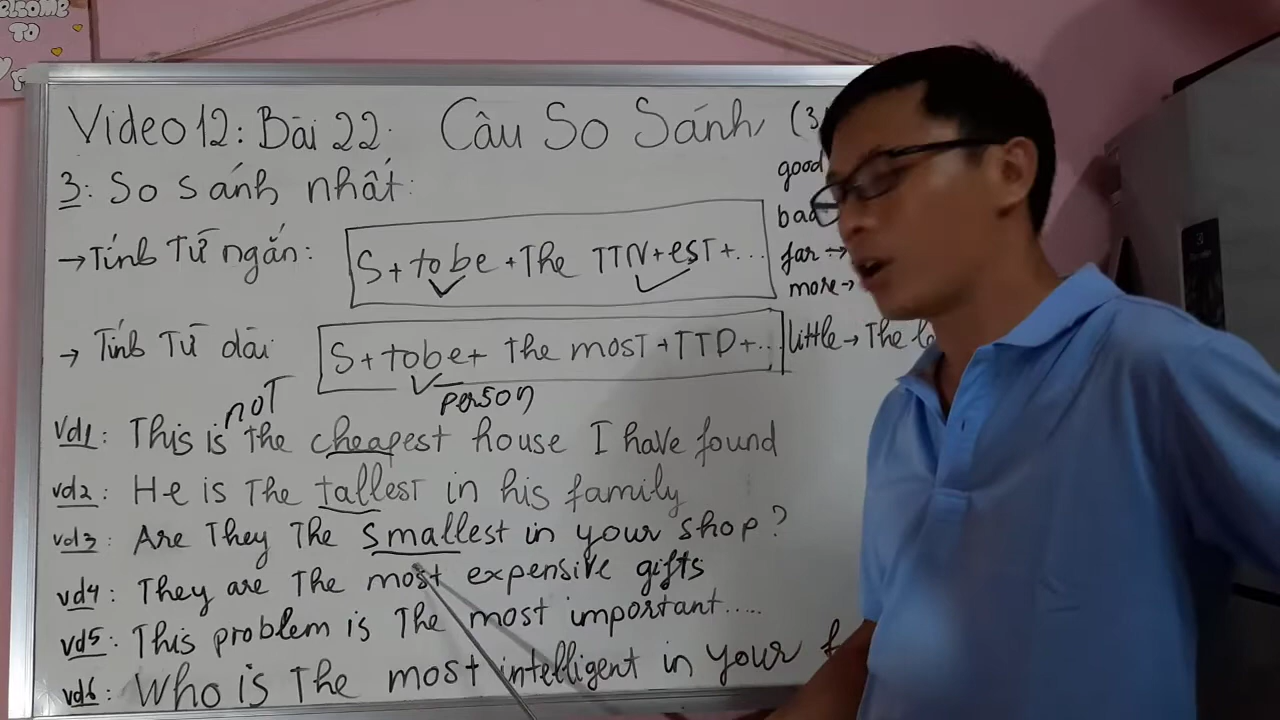 WELCOME
TO
Video 12: Bài 22: Câu So Sánh (3
3: So sánh nhất:
good
bad
→ Tính Từ ngắn: S + tobe + The TTN + est + ...
far →
more →
→ Tính Từ dài S + tobe + the most + TTD + ... little → The
not person
vd1: This is the cheapest house I have found
vd2: He is The tallest in his family
vd3: Are They The smallest in your shop?
vd4: They are The most expensive gifts
vd5: This problem is The most important.....
vd6: Who is The most intelligent in your f